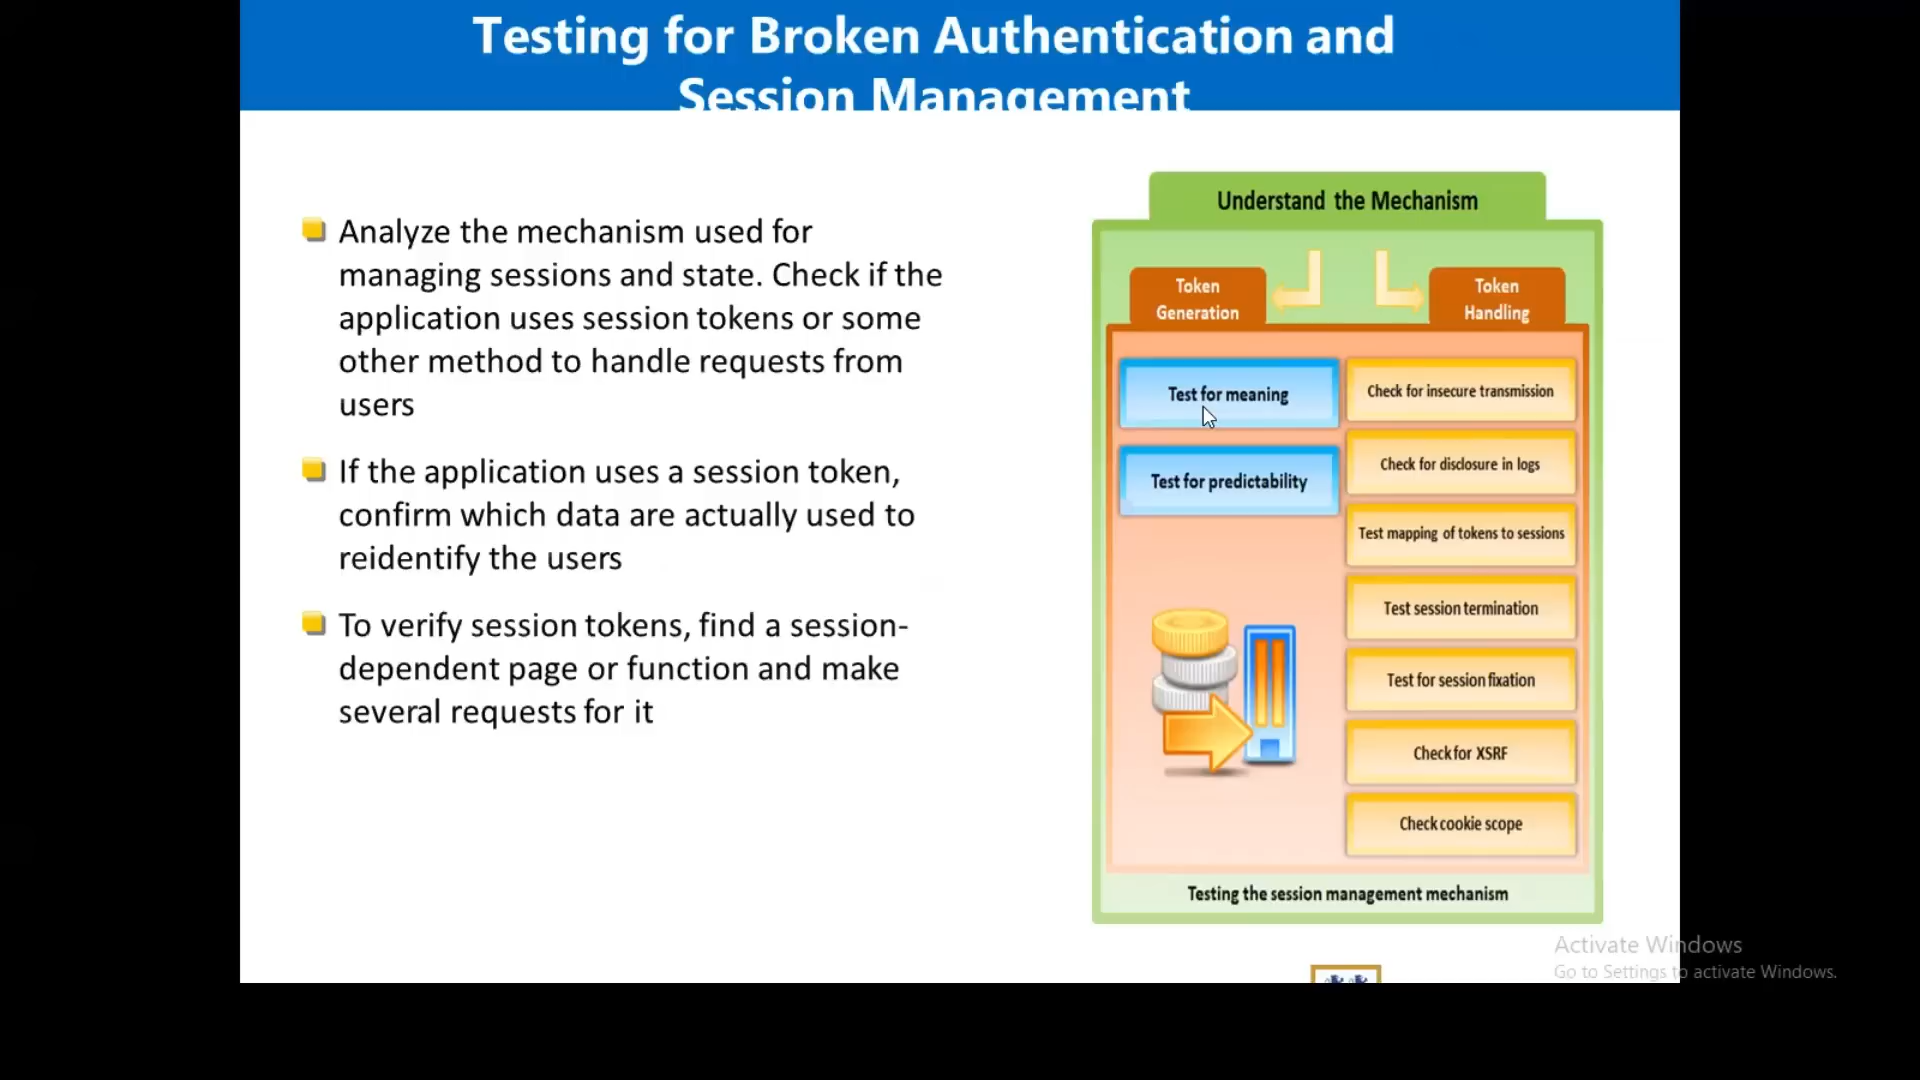 Testing for Broken Authentication and
Session Management
Analyze the mechanism used for
managing sessions and state. Check if the
application uses session tokens or some
other method to handle requests from
users
If the application uses a session token,
confirm which data are actually used to
reidentify the users
To verify session tokens, find a session-
dependent page or function and make
several requests for it
Understand the Mechanism
Token
Generation
Token
Handling
Test for meaning
Test for predictability
Check for insecure transmission
Check for disclosure in logs
Test mapping of tokens to sessions
Test session termination
Test for session fixation
Check for XSRF
Check cookie scope
Testing the session management mechanism
Activate Windows
Go to Settings to activate Windows.